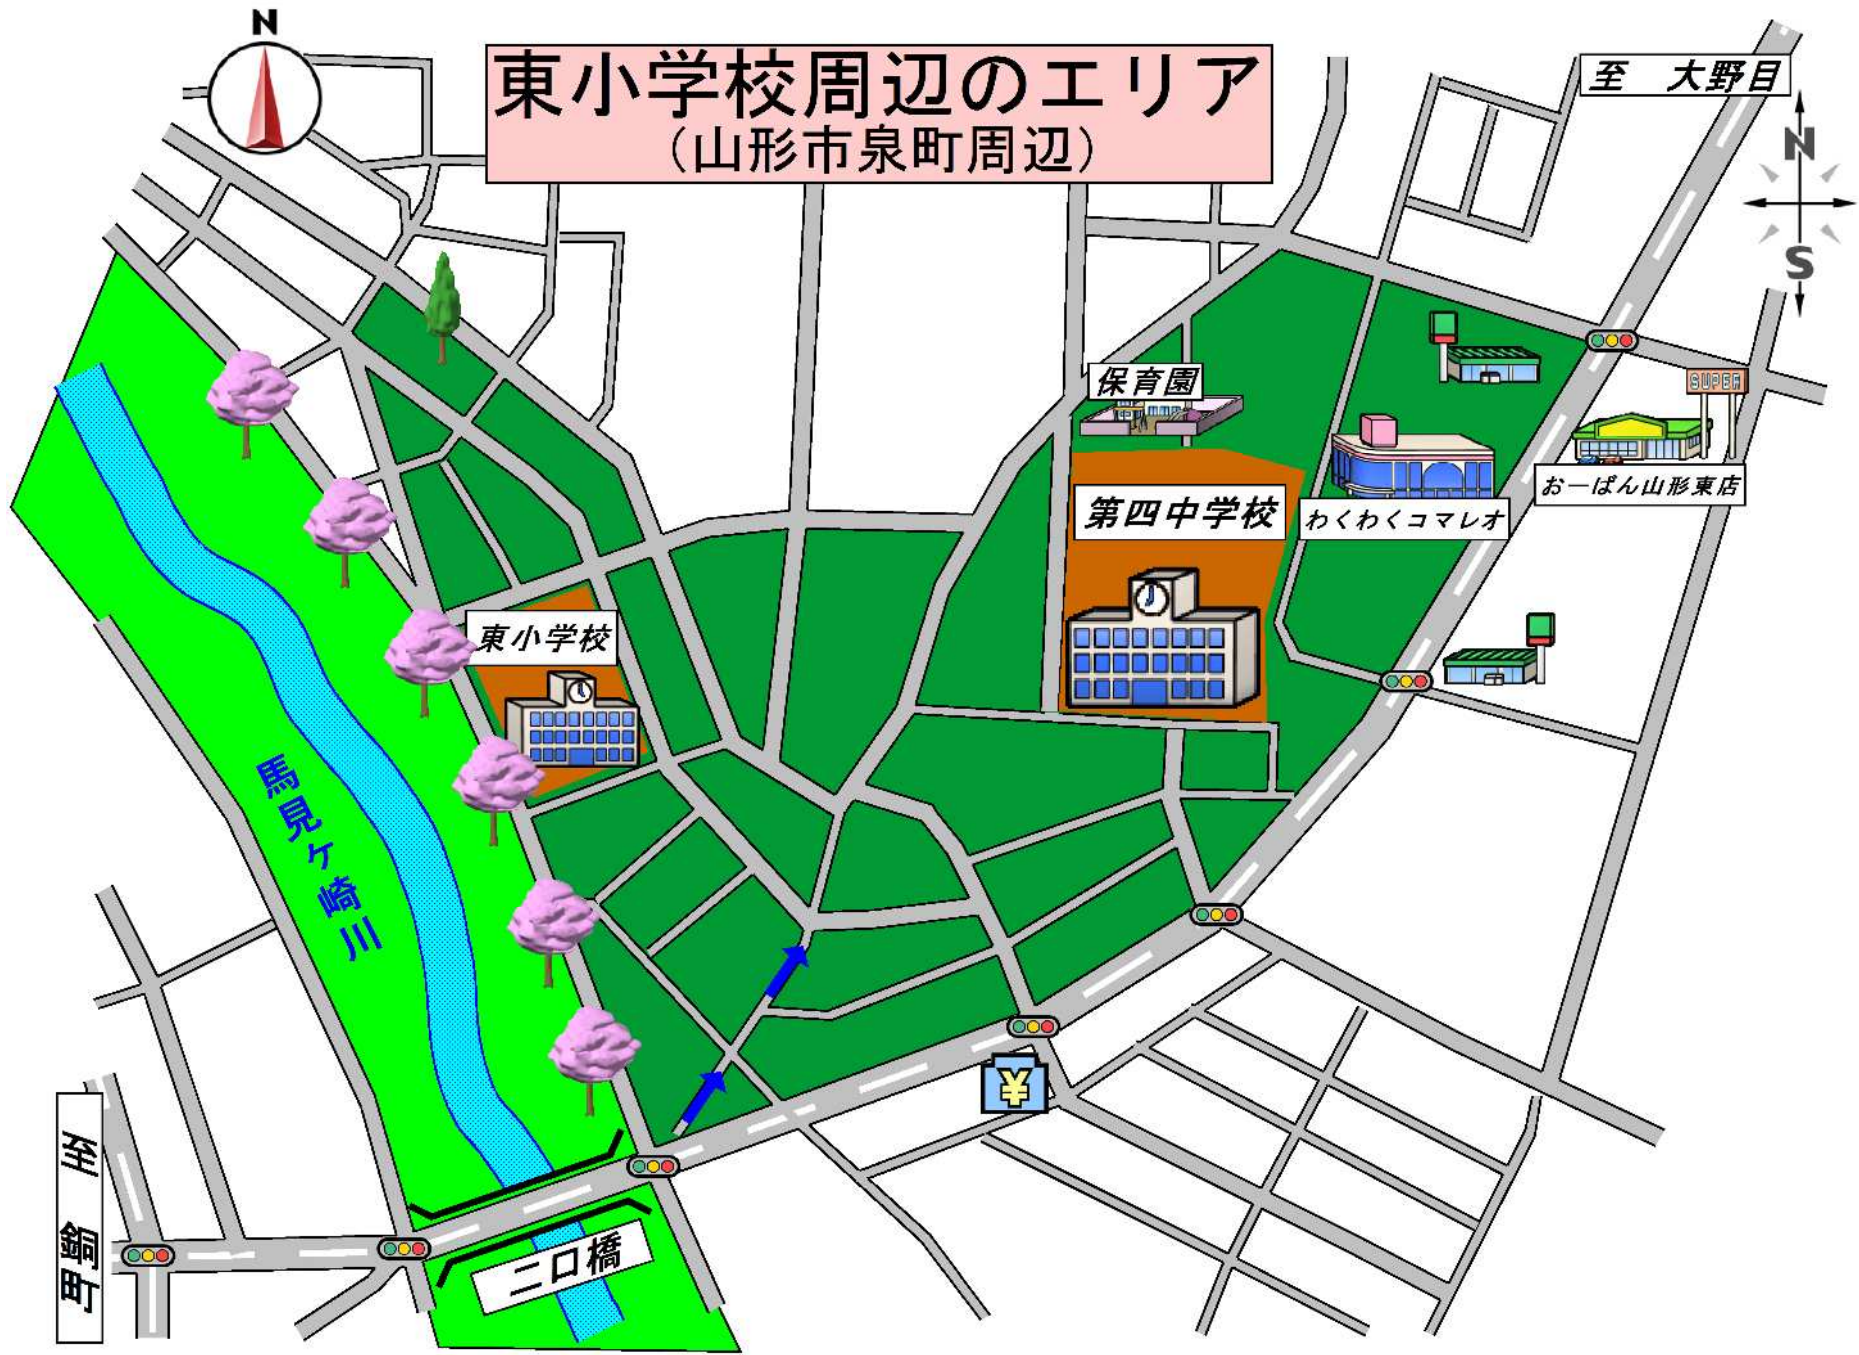 N
東小学校周辺のエリア
（山形市泉町周辺）
至　大野目
N
S
保育園
SUPER
おーばん山形東店
第四中学校
わくわくコマレオ
東小学校
馬見ヶ崎川
¥
至　銅町
二口橋